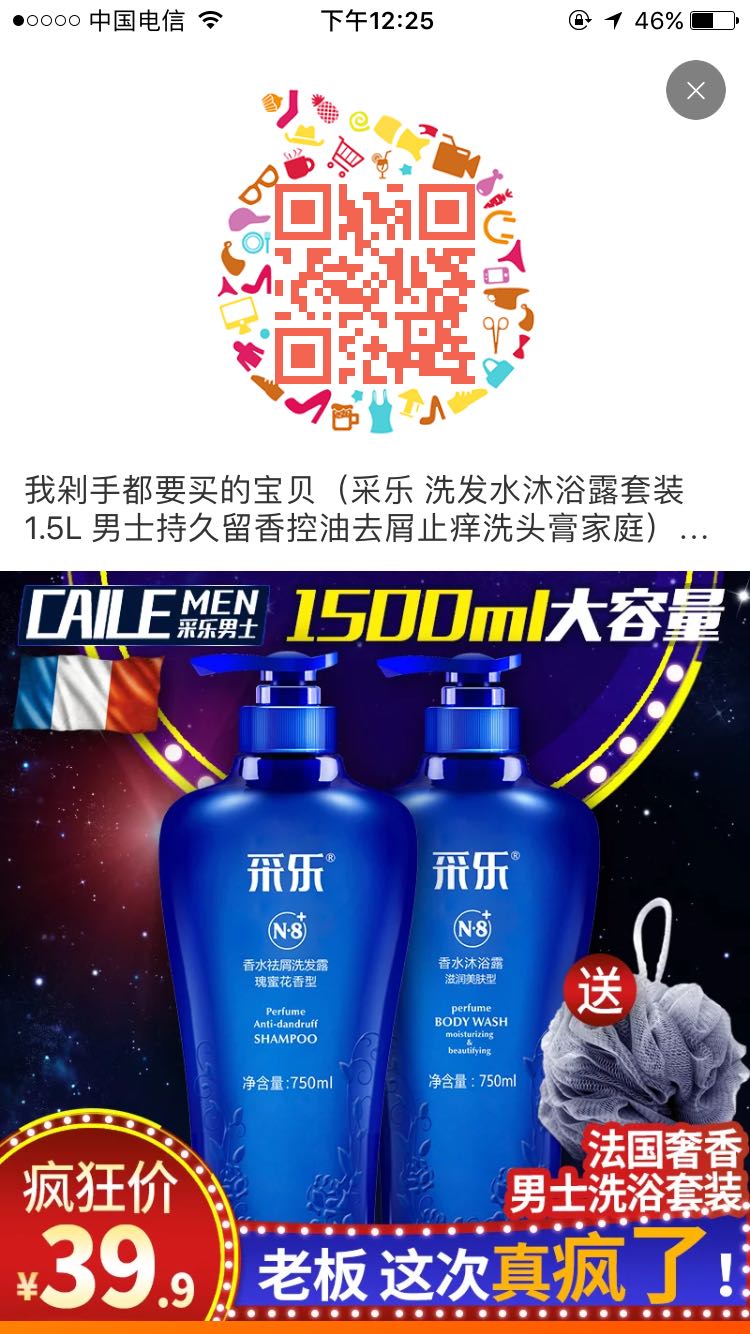 中国电信
下午12:25
46%
我剁手都要买的宝贝（采乐 洗发水沐浴露套装
1.5L 男士持久留香控油去屑止痒洗头膏家庭）...
CAILE MEN 采乐男士
1500ml大容量
采乐®
N·8+
香水祛屑洗发露
瑰蜜花香型
Perfume
Anti-dandruff
SHAMPOO
净含量:750ml
采乐®
N·8+
香水沐浴露
滋润美肤型
perfume
BODY WASH
moisturizing
&
beautifying
净含量：750ml
送
法国奢香
男士洗浴套装
疯狂价
¥39.9
老板 这次真疯了！